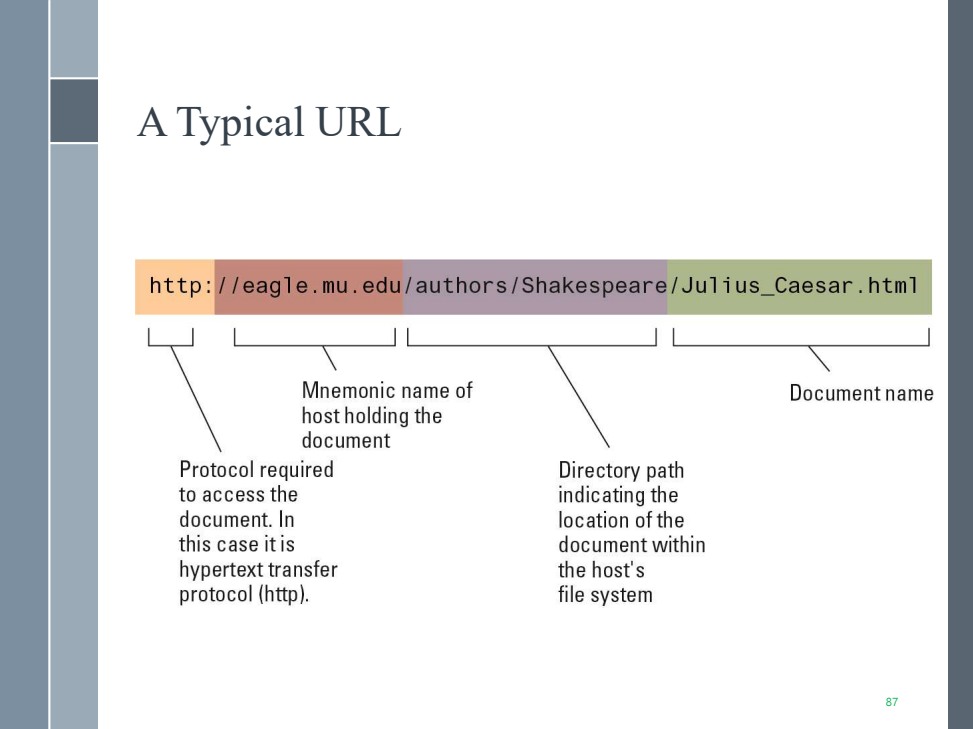 A Typical URL
http://eagle.mu.edu/authors/Shakespeare/Julius_Caesar.html
Mnemonic name of
host holding the
document
Document name
Protocol required
to access the
document. In
this case it is
hypertext transfer
protocol (http).
Directory path
indicating the
location of the
document within
the host's
file system
87